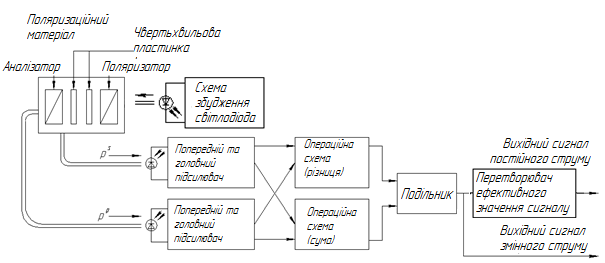 Поляризаційний
матеріал
Чвертьхвильова
пластинка
Аналізатор
Поляризатор
Схема
збудження
світлодіода
Попередній та
головний
підсилювач
Операційна
схема
(різниця)
Вихідний сигнал
постійного струму
Перетворювач
ефективного
значення сигналу
Подільник
Попередній та
головний
підсилювач
Операційна
схема
(сума)
Вихідний сигнал
змінного струму